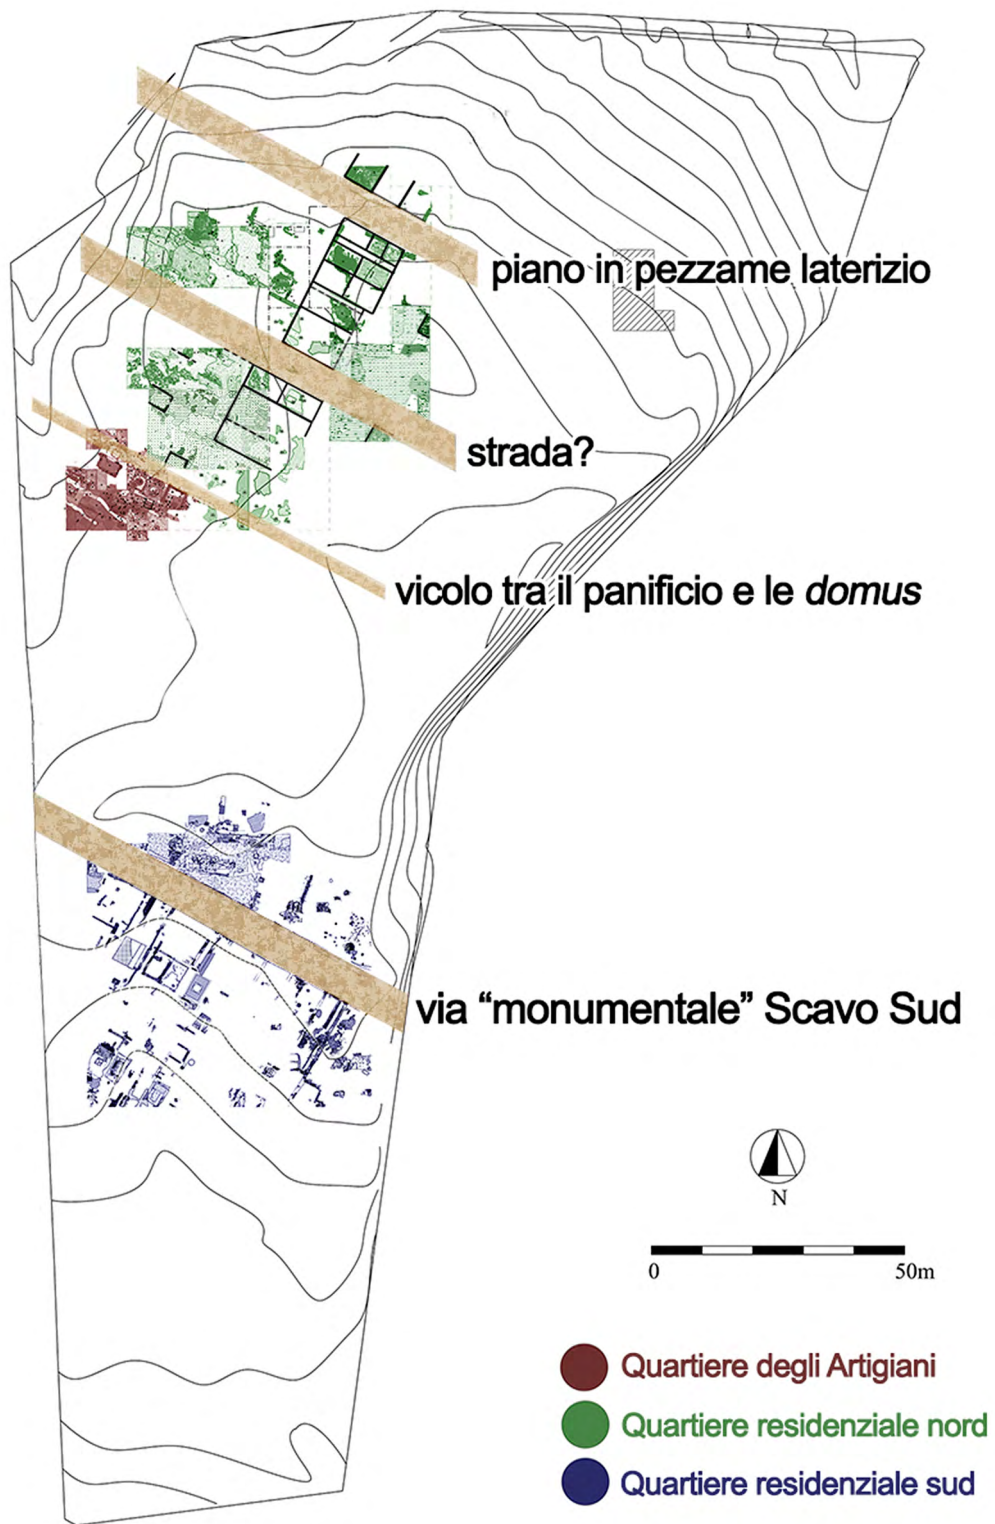 piano in pezzame laterizio
strada?
vicolo tra il panificio e le domus
via “monumentale” Scavo Sud
N
0 50m
Quartiere degli Artigiani
Quartiere residenziale nord
Quartiere residenziale sud